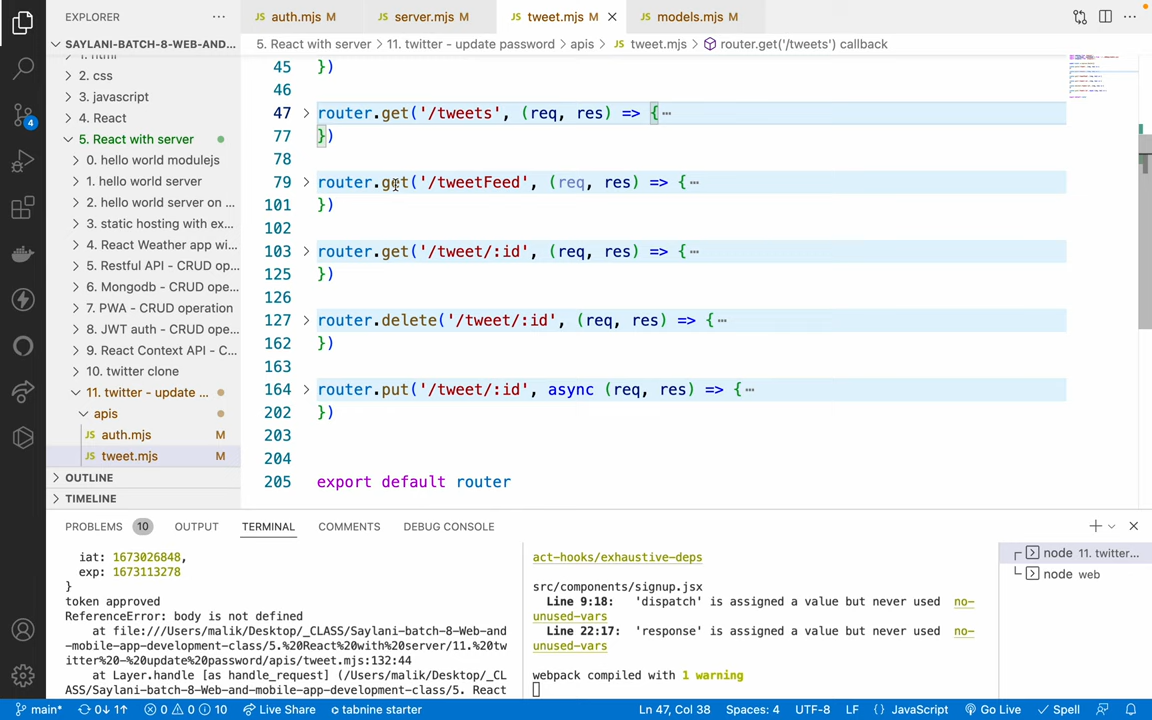 EXPLORER
auth.mjs M
server.mjs M
tweet.mjs M
models.mjs M
SAYLANI-BATCH-8-WEB-AND-...
5. React with server > 11. twitter - update password > apis > JS tweet.mjs > router.get('/tweets') callback
1. html
2. css
3. javascript
4. React
5. React with server
0. hello world modulejs
1. hello world server
2. hello world server on ...
3. static hosting with ex...
4. React Weather app wi...
5. Restful API - CRUD op...
6. Mongodb - CRUD ope...
7. PWA - CRUD operation
8. JWT auth - CRUD ope...
9. React Context API - C...
10. twitter clone
11. twitter - update ...
apis
JS auth.mjs M
JS tweet.mjs M
OUTLINE
TIMELINE
4
45 })
46
47 router.get('/tweets', (req, res) => {…
77 })
78
79 router.get('/tweetFeed', (req, res) => {…
101 })
102
103 router.get('/tweet/:id', (req, res) => {…
125 })
126
127 router.delete('/tweet/:id', (req, res) => {…
162 })
163
164 router.put('/tweet/:id', async (req, res) => {…
202 })
203
204
205 export default router
PROBLEMS 10 OUTPUT TERMINAL COMMENTS DEBUG CONSOLE
iat: 1673026848,
exp: 1673113278
}
token approved
ReferenceError: body is not defined
at file:///Users/malik/Desktop/_CLASS/Saylani-batch-8-Web-and
-mobile-app-development-class/5.%20React%20with%20server/11.%20tw
itter%20-%20update%20password/apis/tweet.mjs:132:44
at Layer.handle [as handle_request] (/Users/malik/Desktop/_CL
ASS/Saylani-batch-8-Web-and-mobile-app-development-class/5. React
act-hooks/exhaustive-deps
src/components/signup.jsx
Line 9:18: 'dispatch' is assigned a value but never used no-
unused-vars
Line 22:17: 'response' is assigned a value but never used no-
unused-vars
webpack compiled with 1 warning
node 11. twitter...
node web
main* 0↓ 1↑ 0 0 10 Live Share tabnine starter Ln 47, Col 38 Spaces: 4 UTF-8 LF {} JavaScript Go Live Spell